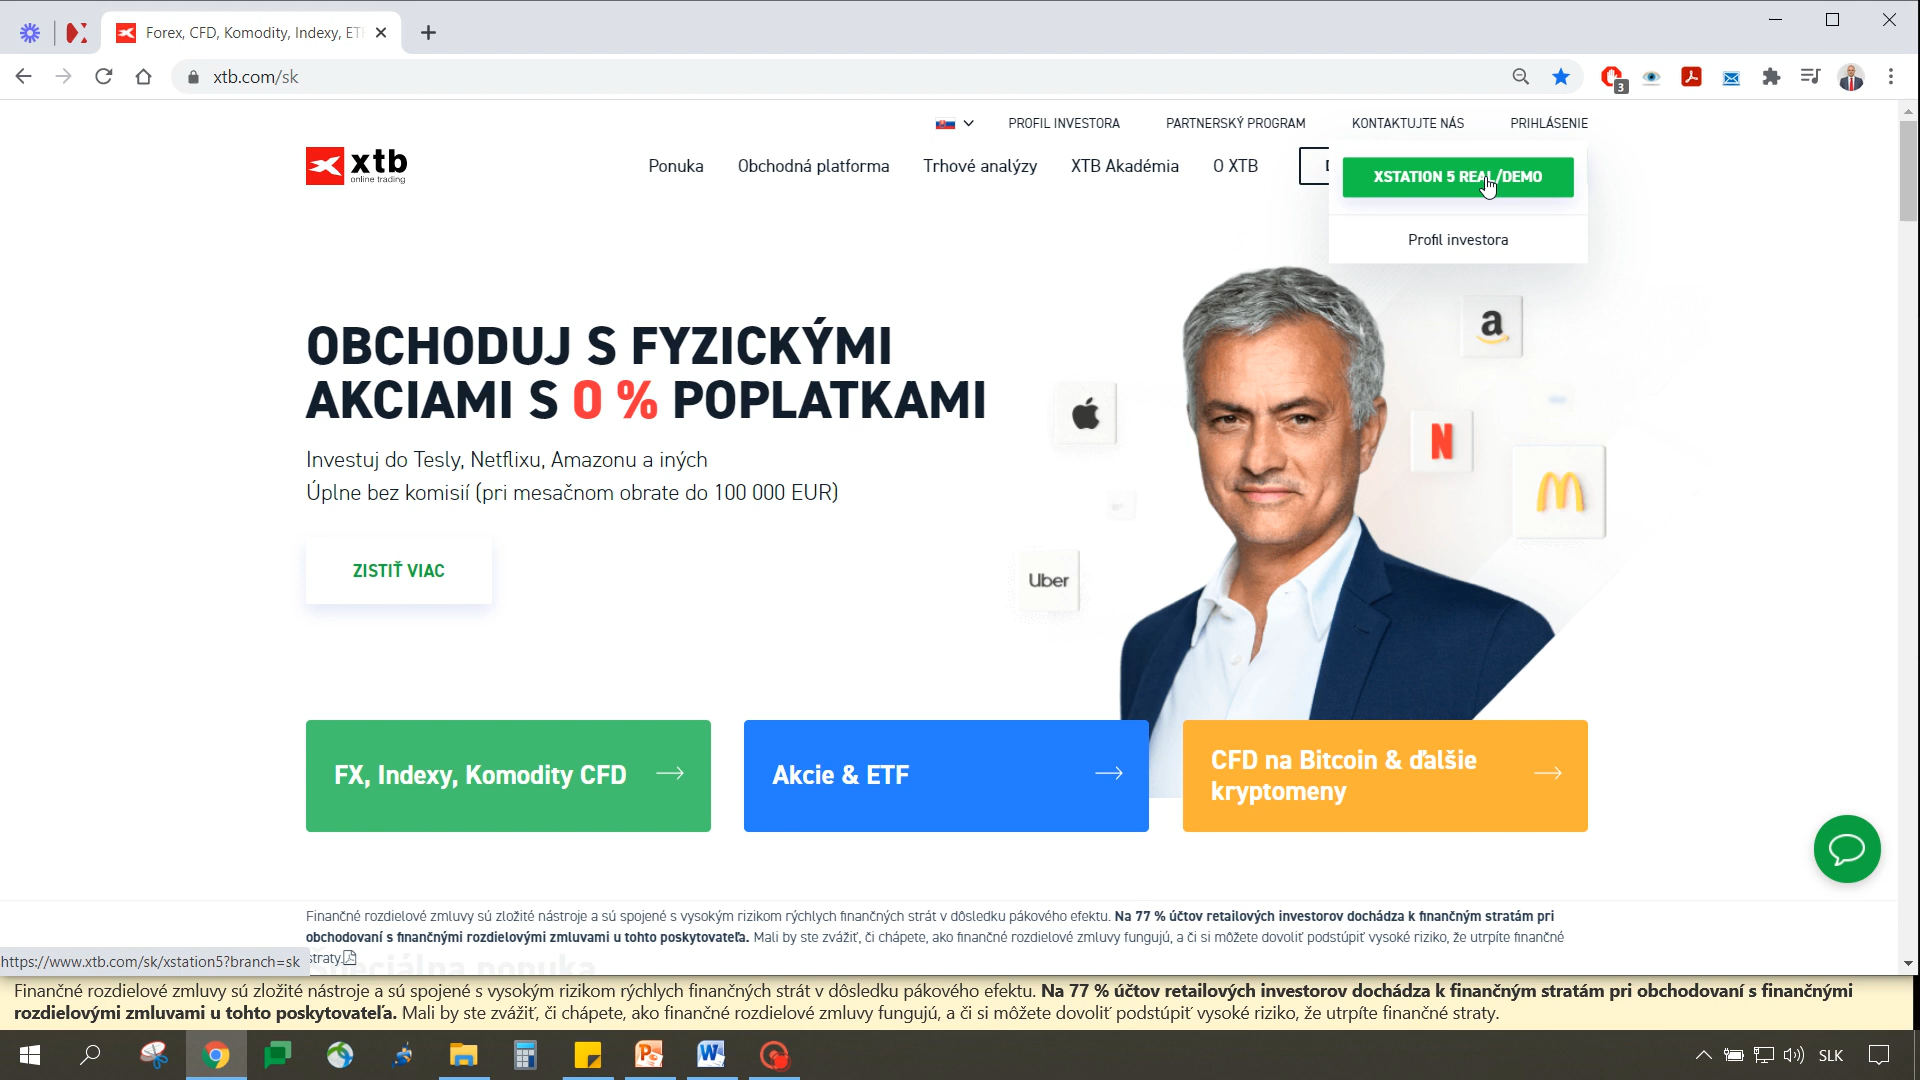 Forex, CFD, Komodity, Indexy, ET
xtb.com/sk
3
PROFIL INVESTORA
PARTNERSKÝ PROGRAM
KONTAKTUJTE NÁS
PRIHLÁSENIE
xtb
online trading
Ponuka
Obchodná platforma
Trhové analýzy
XTB Akadémia
O XTB
XSTATION 5 REAL/DEMO
Profil investora
OBCHODUJ S FYZICKÝMI
AKCIAMI S 0 % POPLATKAMI
Investuj do Tesly, Netflixu, Amazonu a iných
Úplne bez komisií (pri mesačnom obrate do 100 000 EUR)
ZISTIŤ VIAC
a
N
Uber
FX, Indexy, Komodity CFD
Akcie & ETF
CFD na Bitcoin & ďalšie
kryptomeny
Finančné rozdielové zmluvy sú zložité nástroje a sú spojené s vysokým rizikom rýchlych finančných strát v dôsledku pákového efektu. Na 77 % účtov retailových investorov dochádza k finančným stratám pri
obchodovaní s finančnými rozdielovými zmluvami u tohto poskytovateľa. Mali by ste zvážiť, či chápete, ako finančné rozdielové zmluvy fungujú, a či si môžete dovoliť podstúpiť vysoké riziko, že utrpíte finančné
straty.
Špeciálna ponuka
https://www.xtb.com/sk/xstation5?branch=sk
Finančné rozdielové zmluvy sú zložité nástroje a sú spojené s vysokým rizikom rýchlych finančných strát v dôsledku pákového efektu. Na 77 % účtov retailových investorov dochádza k finančným stratám pri obchodovaní s finančnými
rozdielovými zmluvami u tohto poskytovateľa. Mali by ste zvážiť, či chápete, ako finančné rozdielové zmluvy fungujú, a či si môžete dovoliť podstúpiť vysoké riziko, že utrpíte finančné straty.
SLK